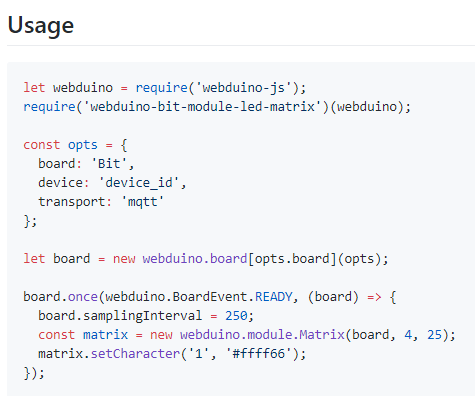 Usage
let webduino = require('webduino-js');
require('webduino-bit-module-led-matrix')(webduino);
const opts = {
  board: 'Bit',
  device: 'device_id',
  transport: 'mqtt'
};
let board = new webduino.board[opts.board](opts);
board.once(webduino.BoardEvent.READY, (board) => {
  board.samplingInterval = 250;
  const matrix = new webduino.module.Matrix(board, 4, 25);
  matrix.setCharacter('1', '#ffff66');
});